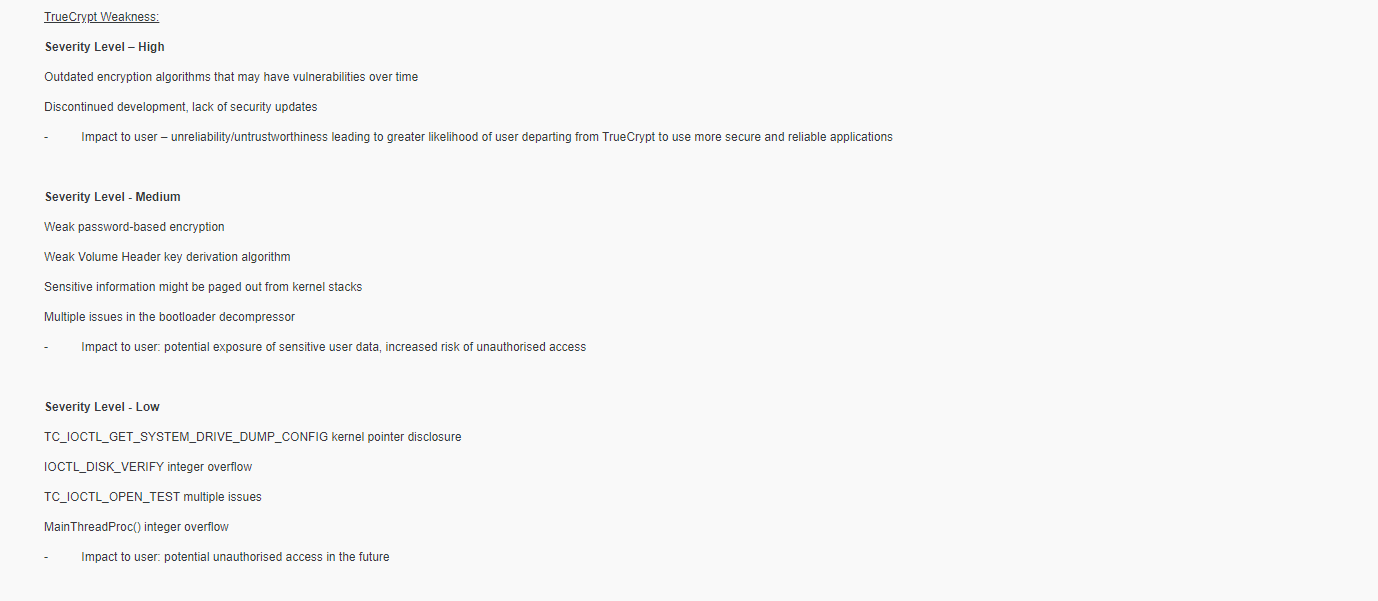 TrueCrypt Weakness:
Severity Level – High
Outdated encryption algorithms that may have vulnerabilities over time
Discontinued development, lack of security updates
- Impact to user – unreliability/untrustworthiness leading to greater likelihood of user departing from TrueCrypt to use more secure and reliable applications
Severity Level - Medium
Weak password-based encryption
Weak Volume Header key derivation algorithm
Sensitive information might be paged out from kernel stacks
Multiple issues in the bootloader decompressor
- Impact to user: potential exposure of sensitive user data, increased risk of unauthorised access
Severity Level - Low
TC_IOCTL_GET_SYSTEM_DRIVE_DUMP_CONFIG kernel pointer disclosure
IOCTL_DISK_VERIFY integer overflow
TC_IOCTL_OPEN_TEST multiple issues
MainThreadProc() integer overflow
- Impact to user: potential unauthorised access in the future